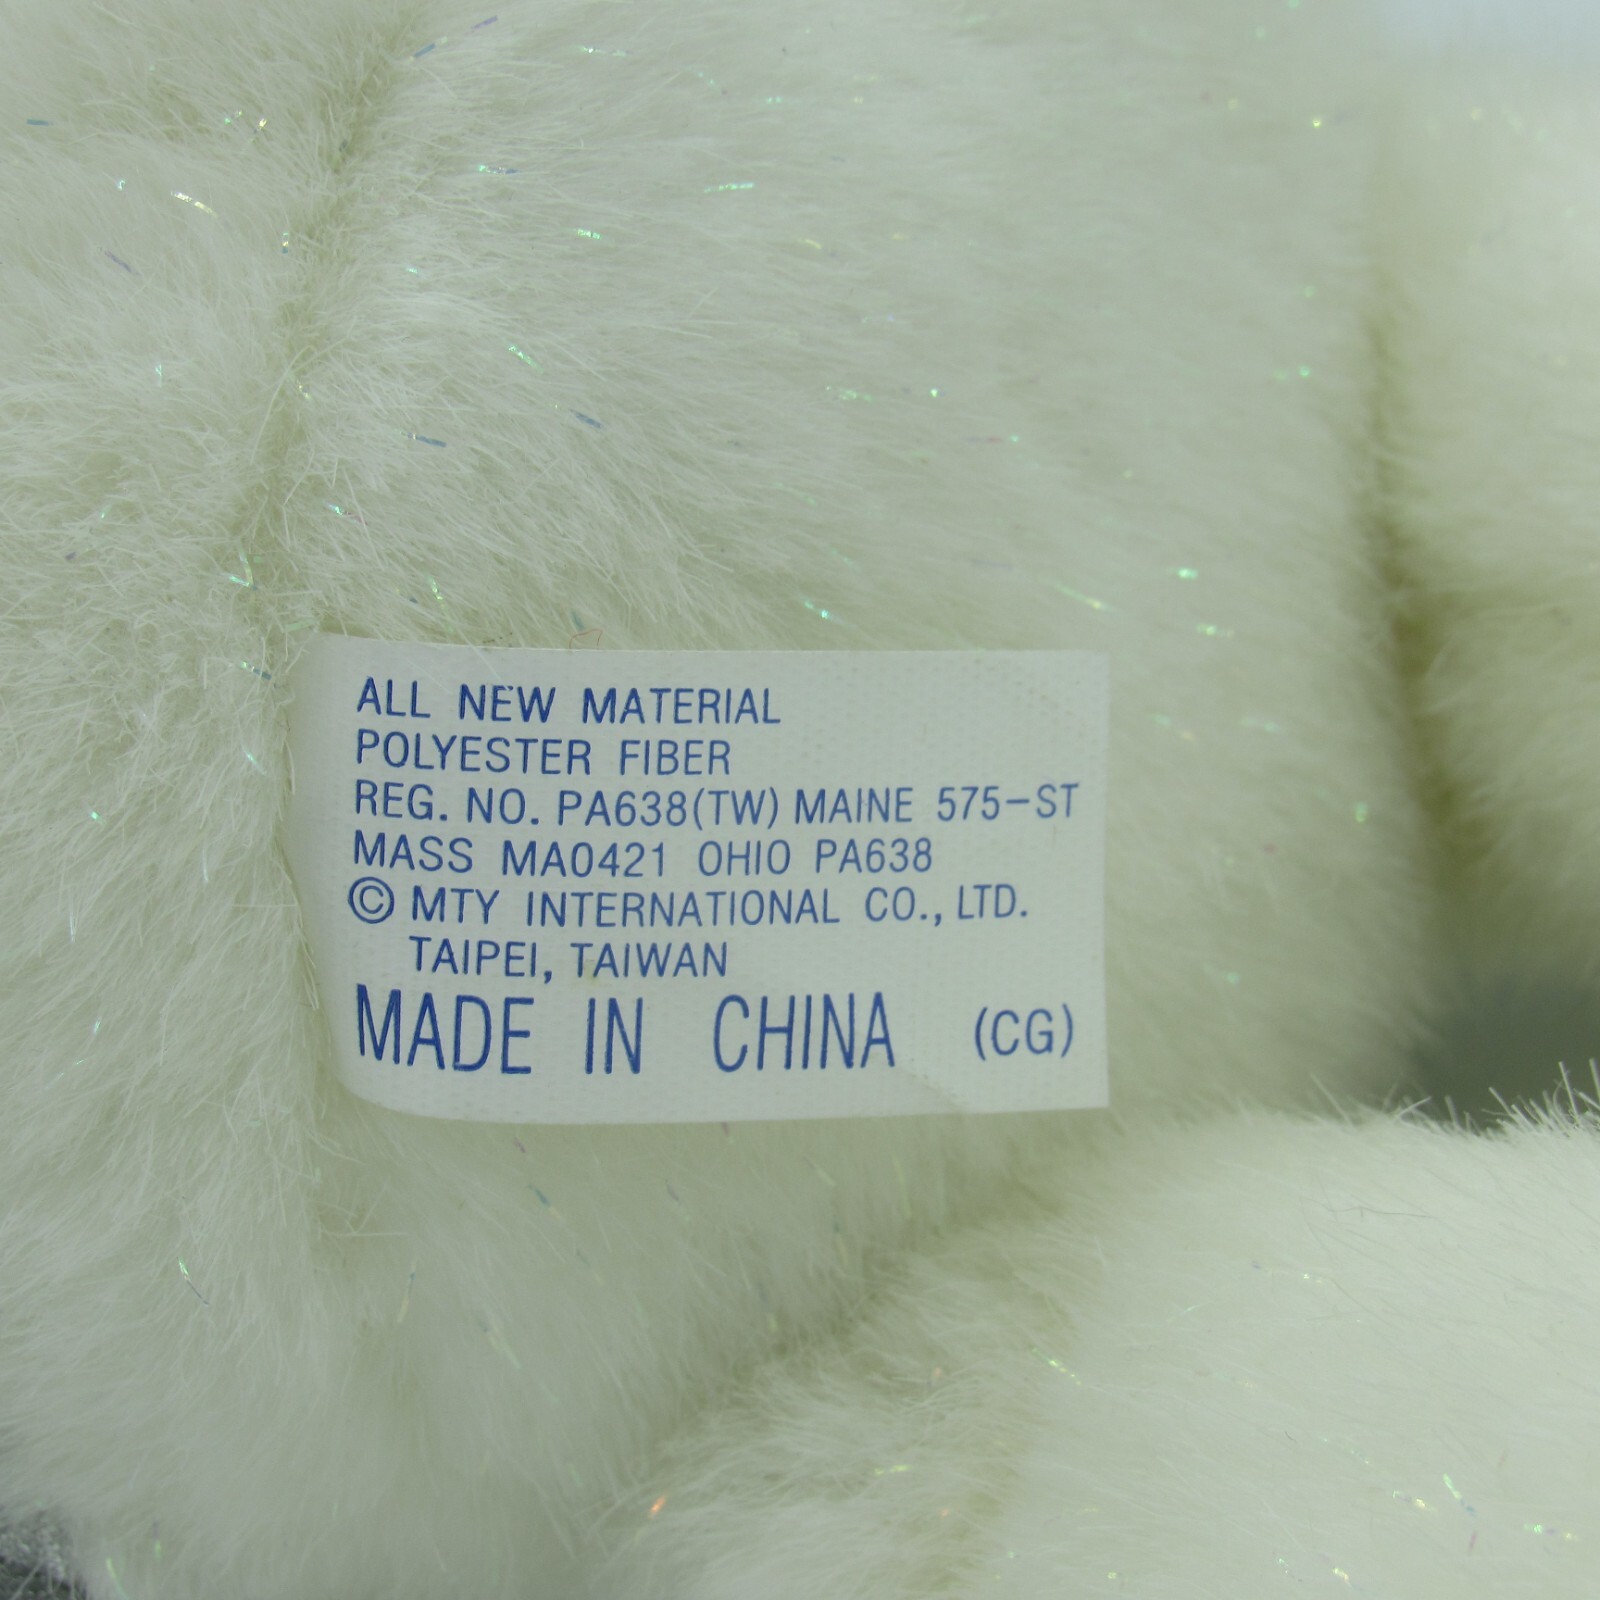 ALL NEW MATERIAL
POLYESTER FIBER
REG. NO. PA638(TW) MAINE 575-ST
MASS MA0421 OHIO PA638
© MTY INTERNATIONAL CO., LTD.
TAIPEI, TAIWAN
MADE IN CHINA (CG)